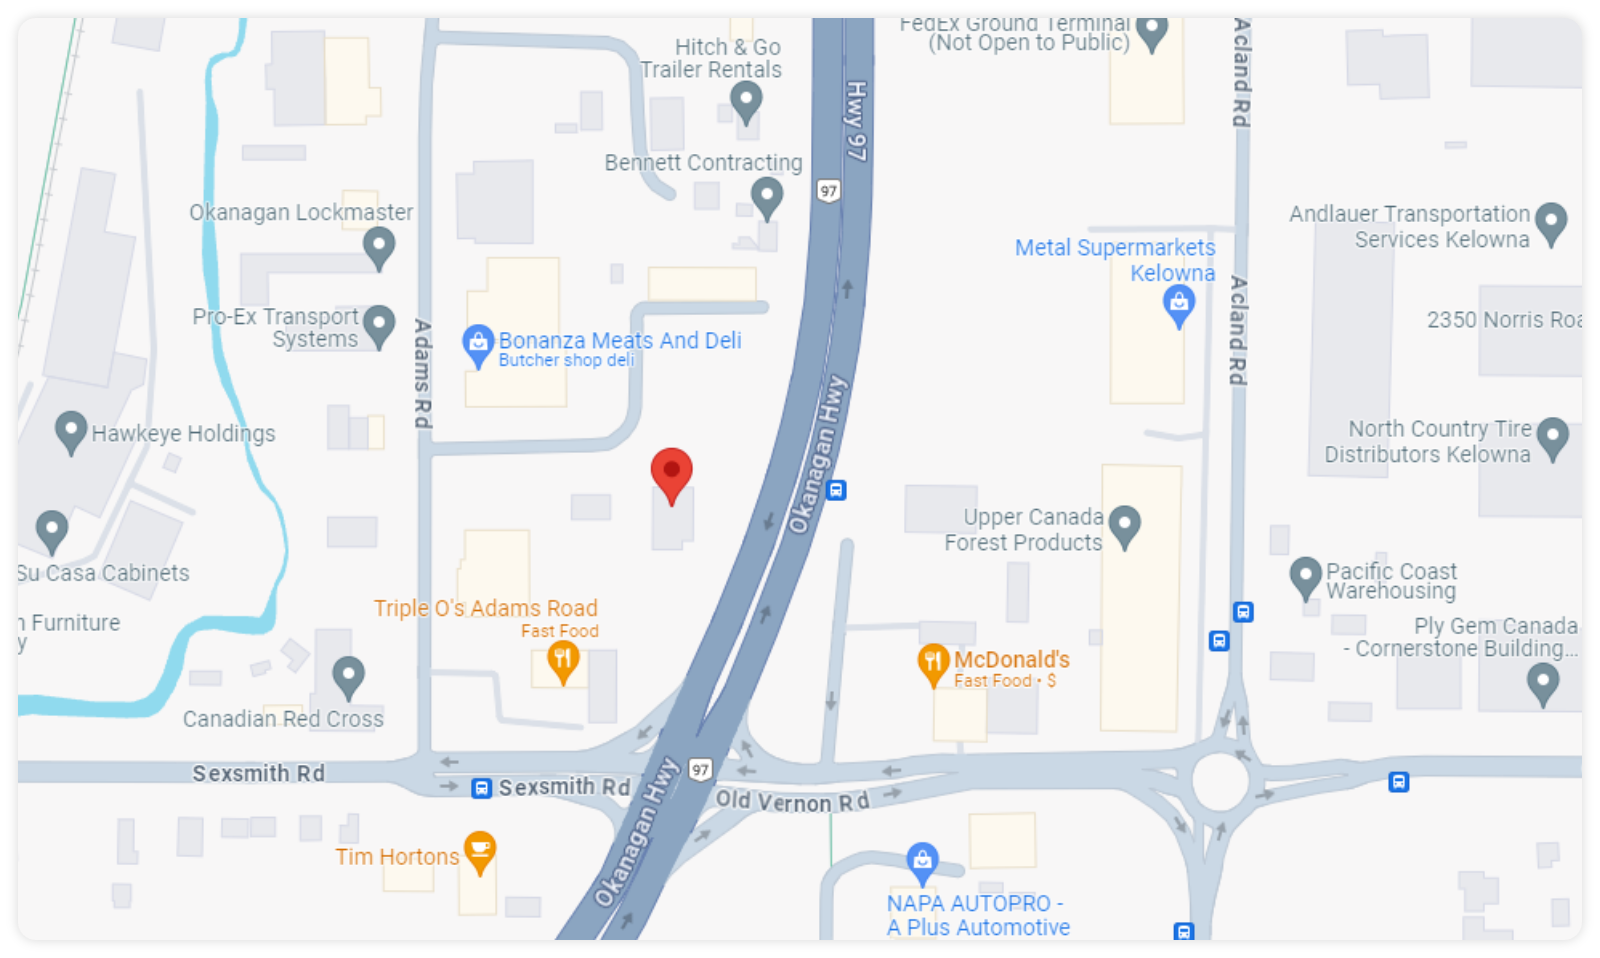 FedEx Ground Terminal
(Not Open to Public)
Acland Rd
Hitch & Go
Trailer Rentals
Hwy 97
Bennett Contracting
97
Okanagan Lockmaster
Andlauer Transportation
Services Kelowna
Metal Supermarkets
Kelowna
Pro-Ex Transport
Systems
Adams Rd
Acland Rd
Bonanza Meats And Deli
Butcher shop deli
2350 Norris Roa
Okanagan Hwy
Hawkeye Holdings
North Country Tire
Distributors Kelowna
Upper Canada
Forest Products
Su Casa Cabinets
Pacific Coast
Warehousing
Triple O's Adams Road
Fast Food
n Furniture
y
Ply Gem Canada
- Cornerstone Building...
McDonald's
Fast Food • $
Canadian Red Cross
97
Sexsmith Rd
Sexsmith Rd
Old Vernon Rd
Okanagan Hwy
Tim Hortons
NAPA AUTOPRO -
A Plus Automotive